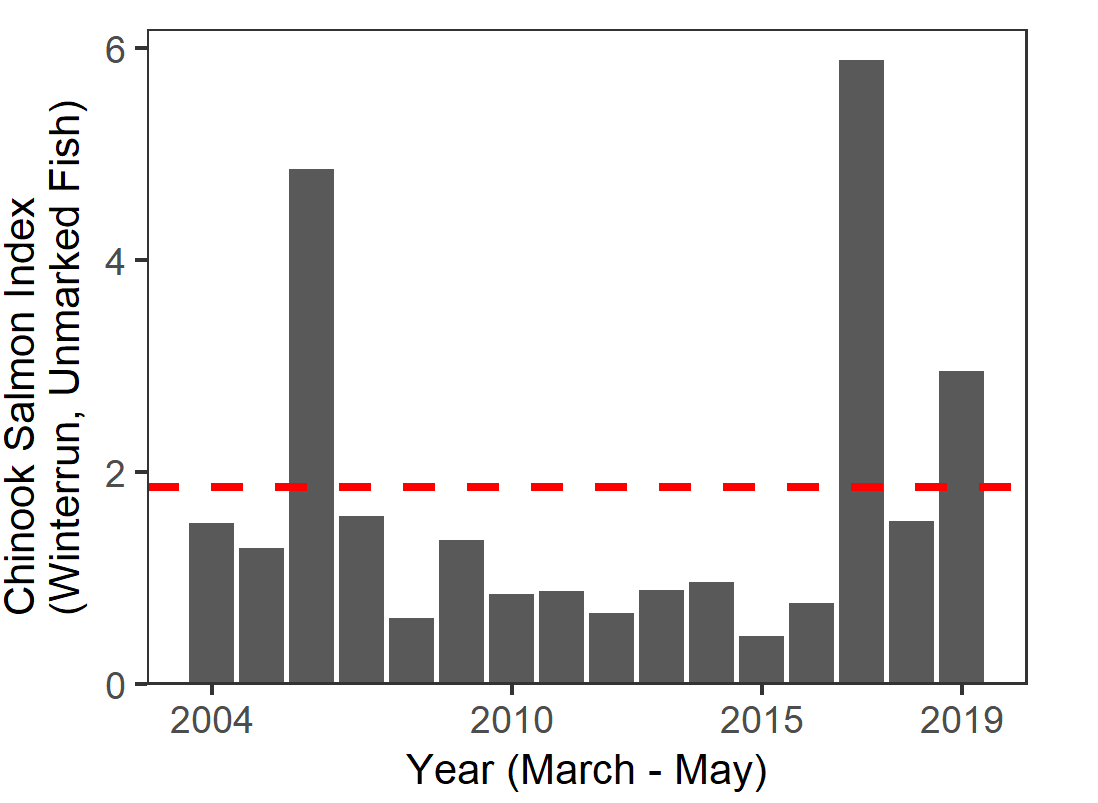 Chinook Salmon Index
(Winterrun, Unmarked Fish)
6
4
2
0
2004 2010 2015 2019
Year (March - May)